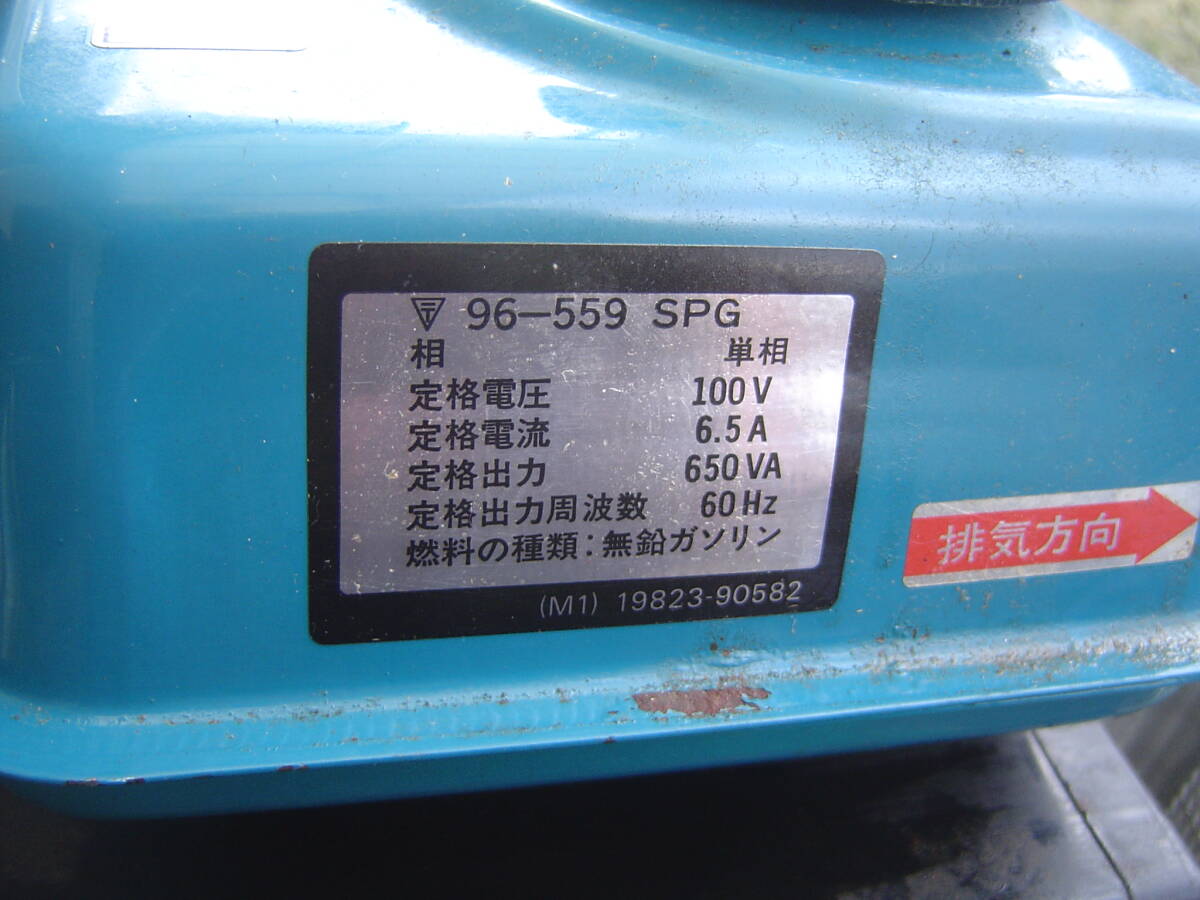 96-559 SPG
相 単相
定格電圧 100V
定格電流 6.5A
定格出力 650VA
定格出力周波数 60Hz
燃料の種類:無鉛ガソリン
(M1) 19823-90582
排気方向